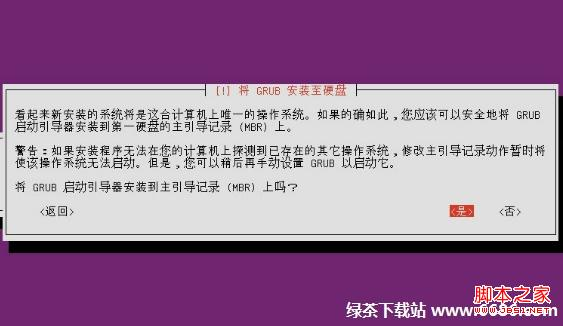 [!] 将 GRUB 安装至硬盘
看起来新安装的系统将是这台计算机上唯一的操作系统。如果的确如此，您应该可以安全地将 GRUB
启动引导器安装到第一硬盘的主引导记录 (MBR) 上。
警告：如果安装程序无法在您的计算机上探测到已存在的其它操作系统，修改主引导记录动作暂时将
使该操作系统无法启动。但是，您可以稍后再手动设置 GRUB 以启动它。
将 GRUB 启动引导器安装到主引导记录 (MBR) 上吗？
<返回> <是> <否>
脚本之家
绿茶下载站 www.6684.com
www.jb51.net